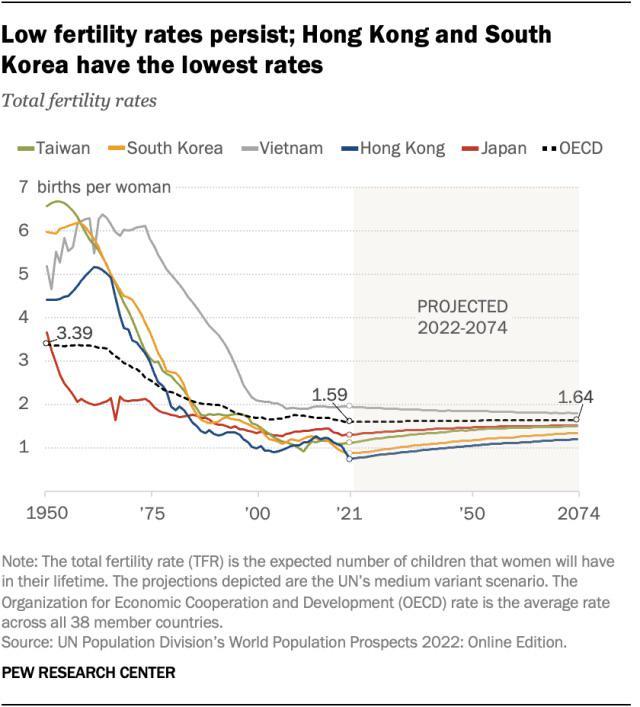 Low fertility rates persist; Hong Kong and South
Korea have the lowest rates
Total fertility rates
Taiwan South Korea Vietnam Hong Kong Japan OECD
7 births per woman
6
5
4
3
2
1
PROJECTED
2022-2074
3.39
1.59
1.64
1950 ’75 ’00 ’21 ’50 2074
Note: The total fertility rate (TFR) is the expected number of children that women will have
in their lifetime. The projections depicted are the UN’s medium variant scenario. The
Organization for Economic Cooperation and Development (OECD) rate is the average rate
across all 38 member countries.
Source: UN Population Division’s World Population Prospects 2022: Online Edition.
PEW RESEARCH CENTER